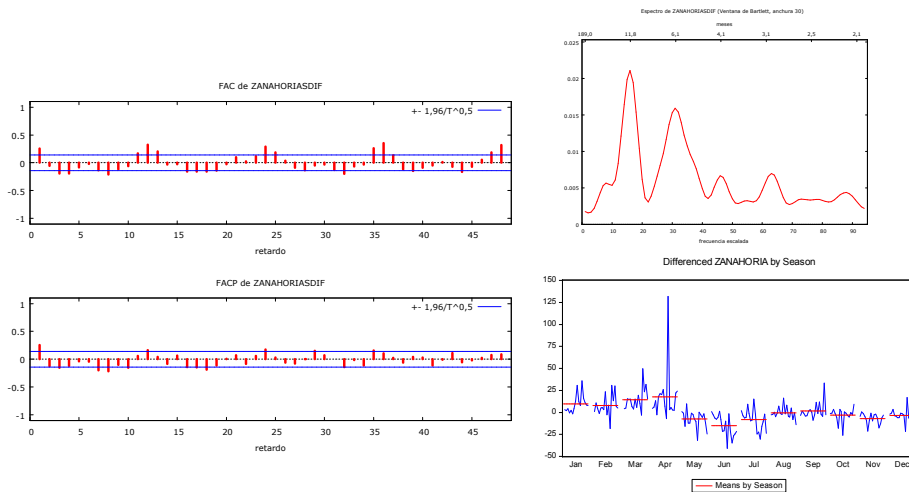 FAC de ZANAHORIASDIF
+- 1,96/T^0,5
1
0.5
0
-0.5
-1
0 5 10 15 20 25 30 35 40 45
retardo
FACP de ZANAHORIASDIF
+- 1,96/T^0,5
1
0.5
0
-0.5
-1
0 5 10 15 20 25 30 35 40 45
retardo
Espectro de ZANAHORIASDIF (Ventana de Bartlett, anchura 30)
meses
189,0 11,8 6,1 4,1 3,1 2,5 2,1
0.025
0.02
0.015
0.01
0.005
0
0 10 20 30 40 50 60 70 80 90
frecuencia escalada
Differenced ZANAHORIA by Season
150
125
100
75
50
25
0
-25
-50
Jan Feb Mar Apr May Jun Jul Aug Sep Oct Nov Dec
Means by Season